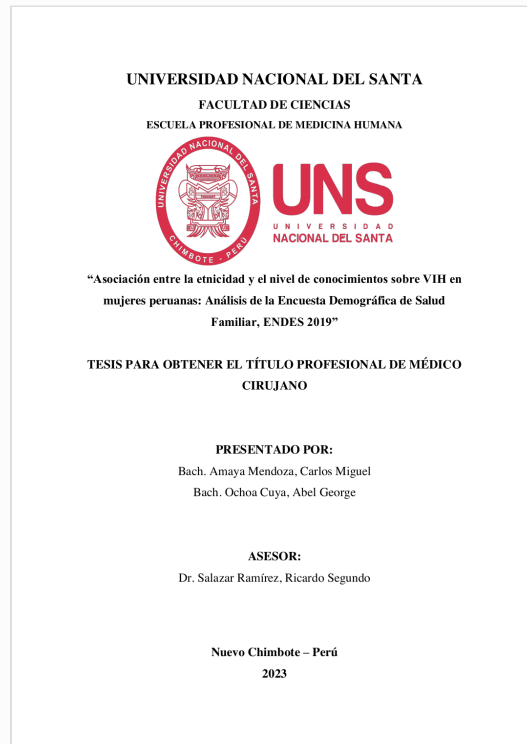 UNIVERSIDAD NACIONAL DEL SANTA
FACULTAD DE CIENCIAS
ESCUELA PROFESIONAL DE MEDICINA HUMANA
UNIVERSIDAD NACIONAL DEL SANTA
CHIMBOTE - PERÚ
UNS
UNIVERSIDAD
NACIONAL DEL SANTA
“Asociación entre la etnicidad y el nivel de conocimientos sobre VIH en
mujeres peruanas: Análisis de la Encuesta Demográfica de Salud
Familiar, ENDES 2019”
TESIS PARA OBTENER EL TÍTULO PROFESIONAL DE MÉDICO
CIRUJANO
PRESENTADO POR:
Bach. Amaya Mendoza, Carlos Miguel
Bach. Ochoa Cuya, Abel George
ASESOR:
Dr. Salazar Ramírez, Ricardo Segundo
Nuevo Chimbote – Perú
2023